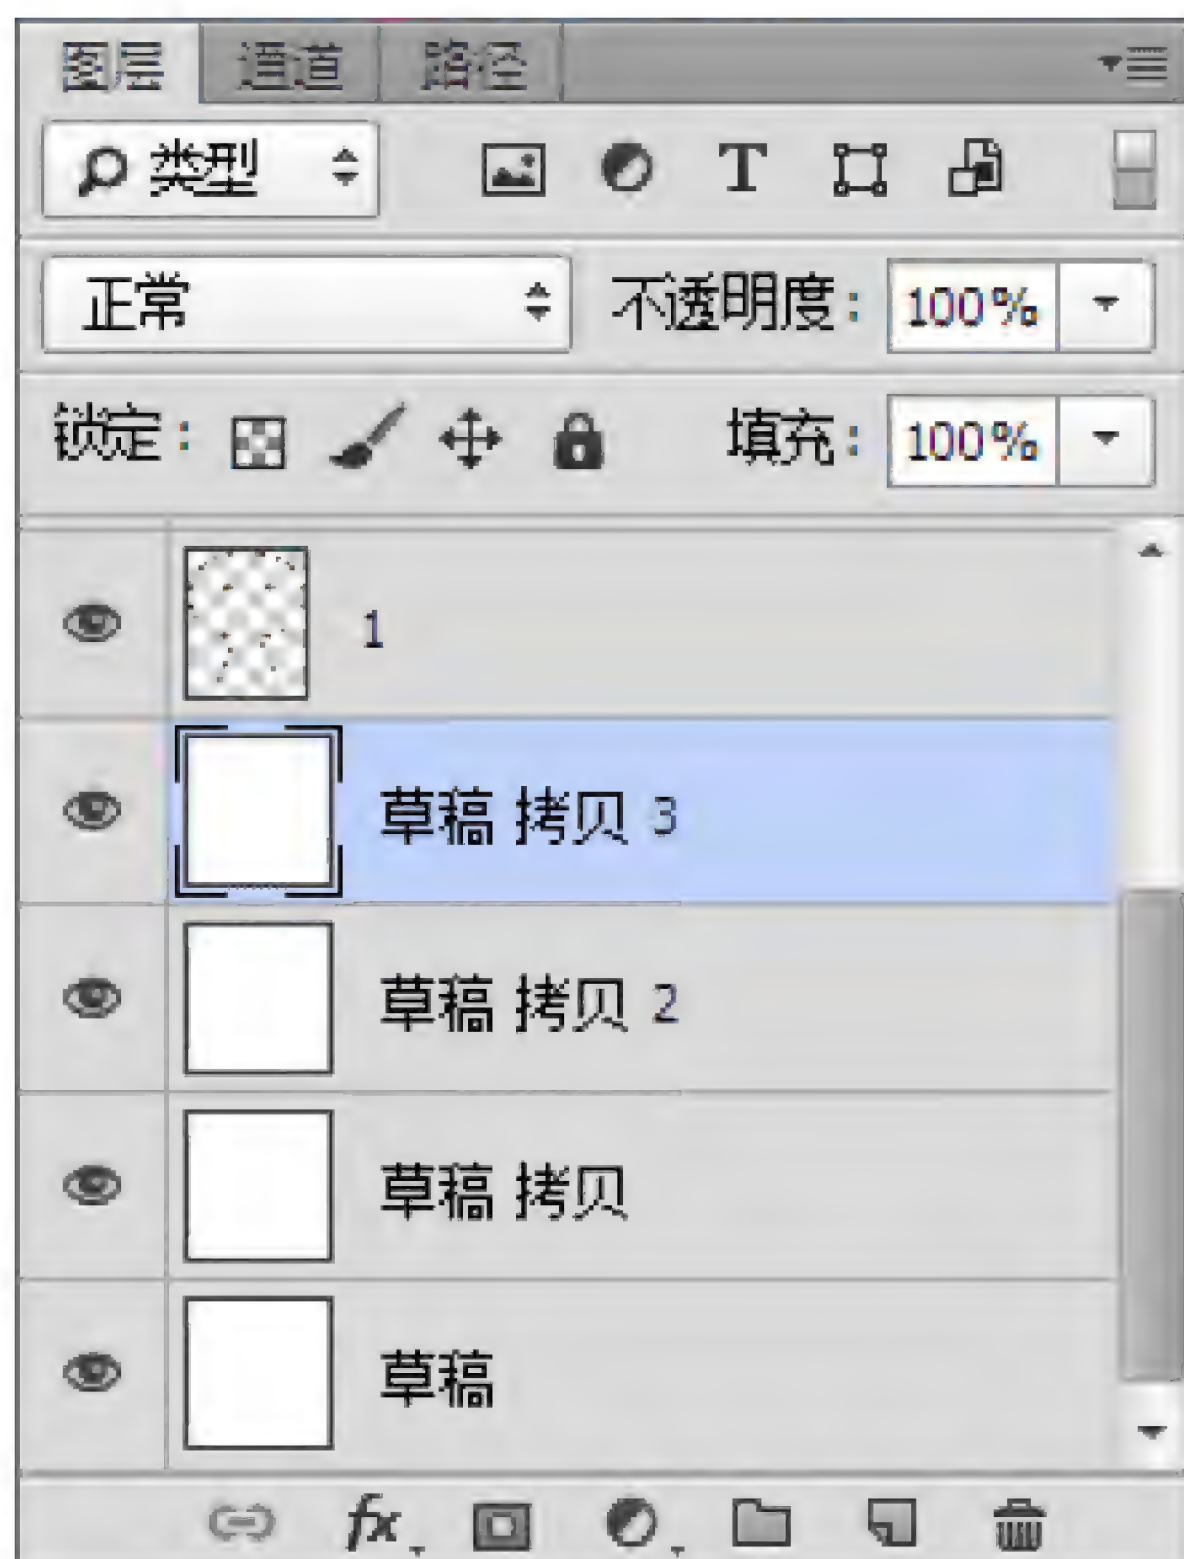 图层 通道 路径
类型 T
正常 不透明度: 100%
锁定: 填充: 100%
1
草稿 拷贝 3
草稿 拷贝 2
草稿 拷贝
草稿
fx.